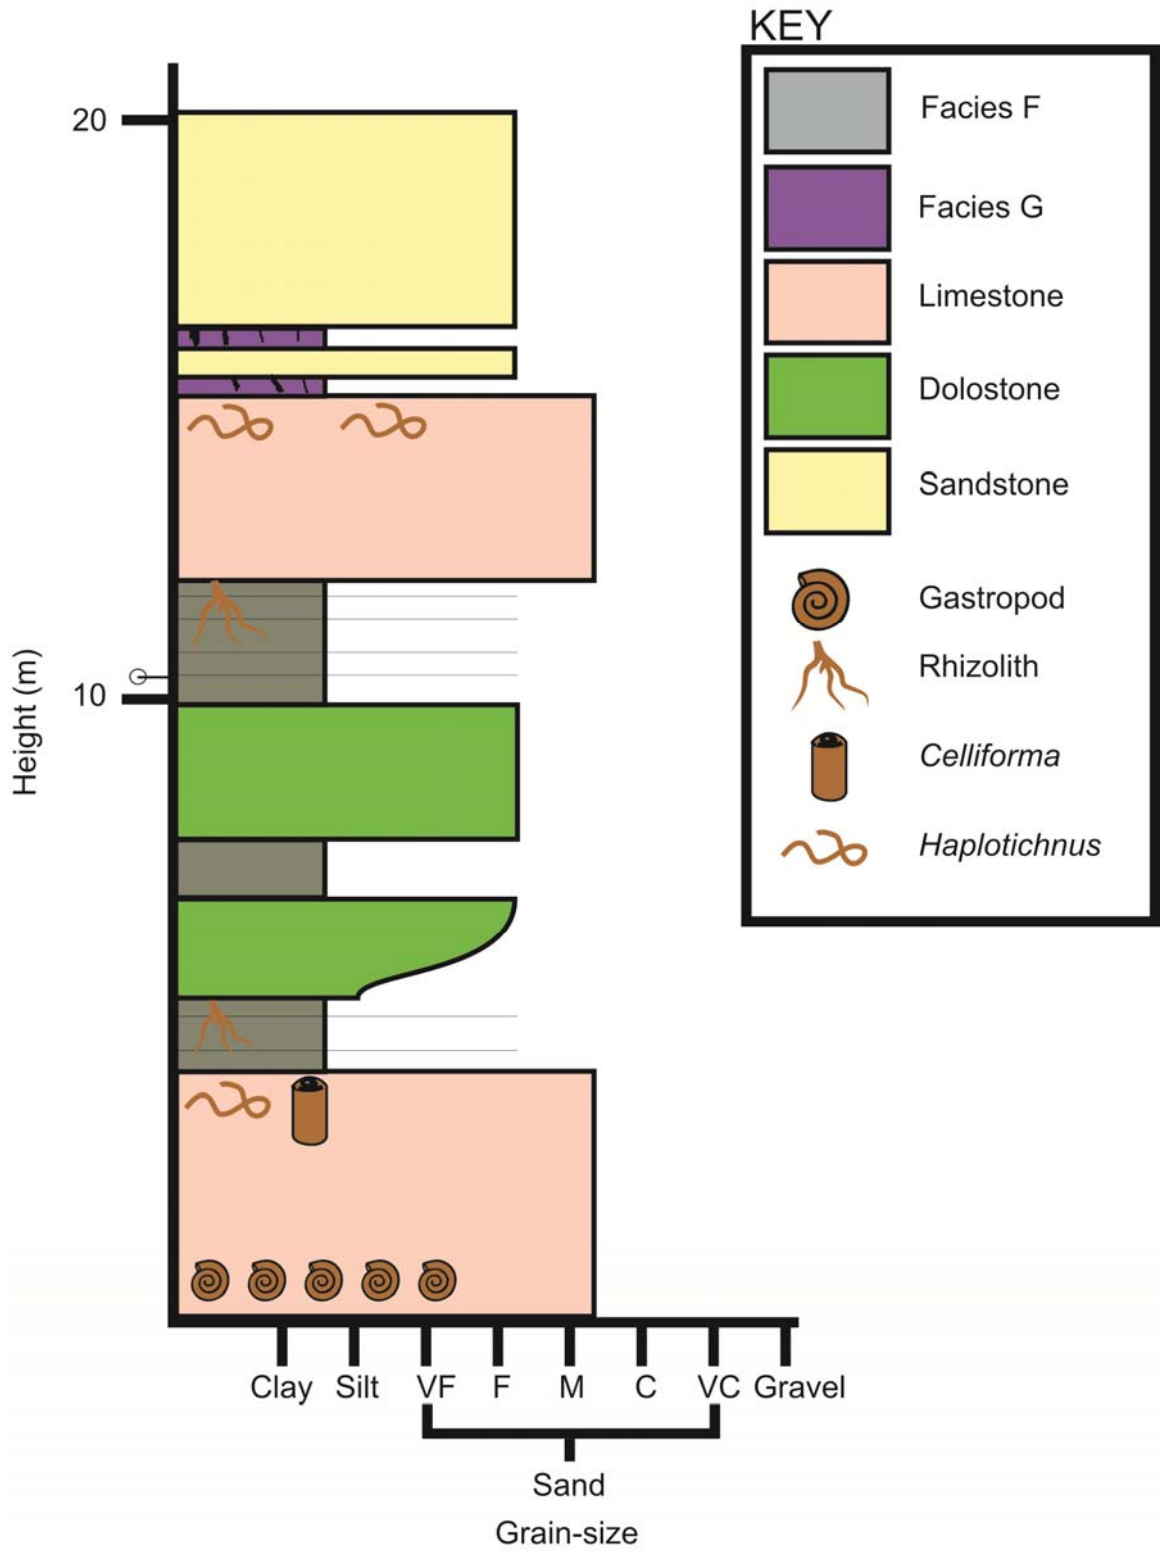 KEY
Facies F
Facies G
Limestone
Dolostone
Sandstone
Gastropod
Rhizolith
Celliforma
Haplotichnus
20
10
Height (m)
Clay Silt VF F M C VC Gravel
Sand
Grain-size